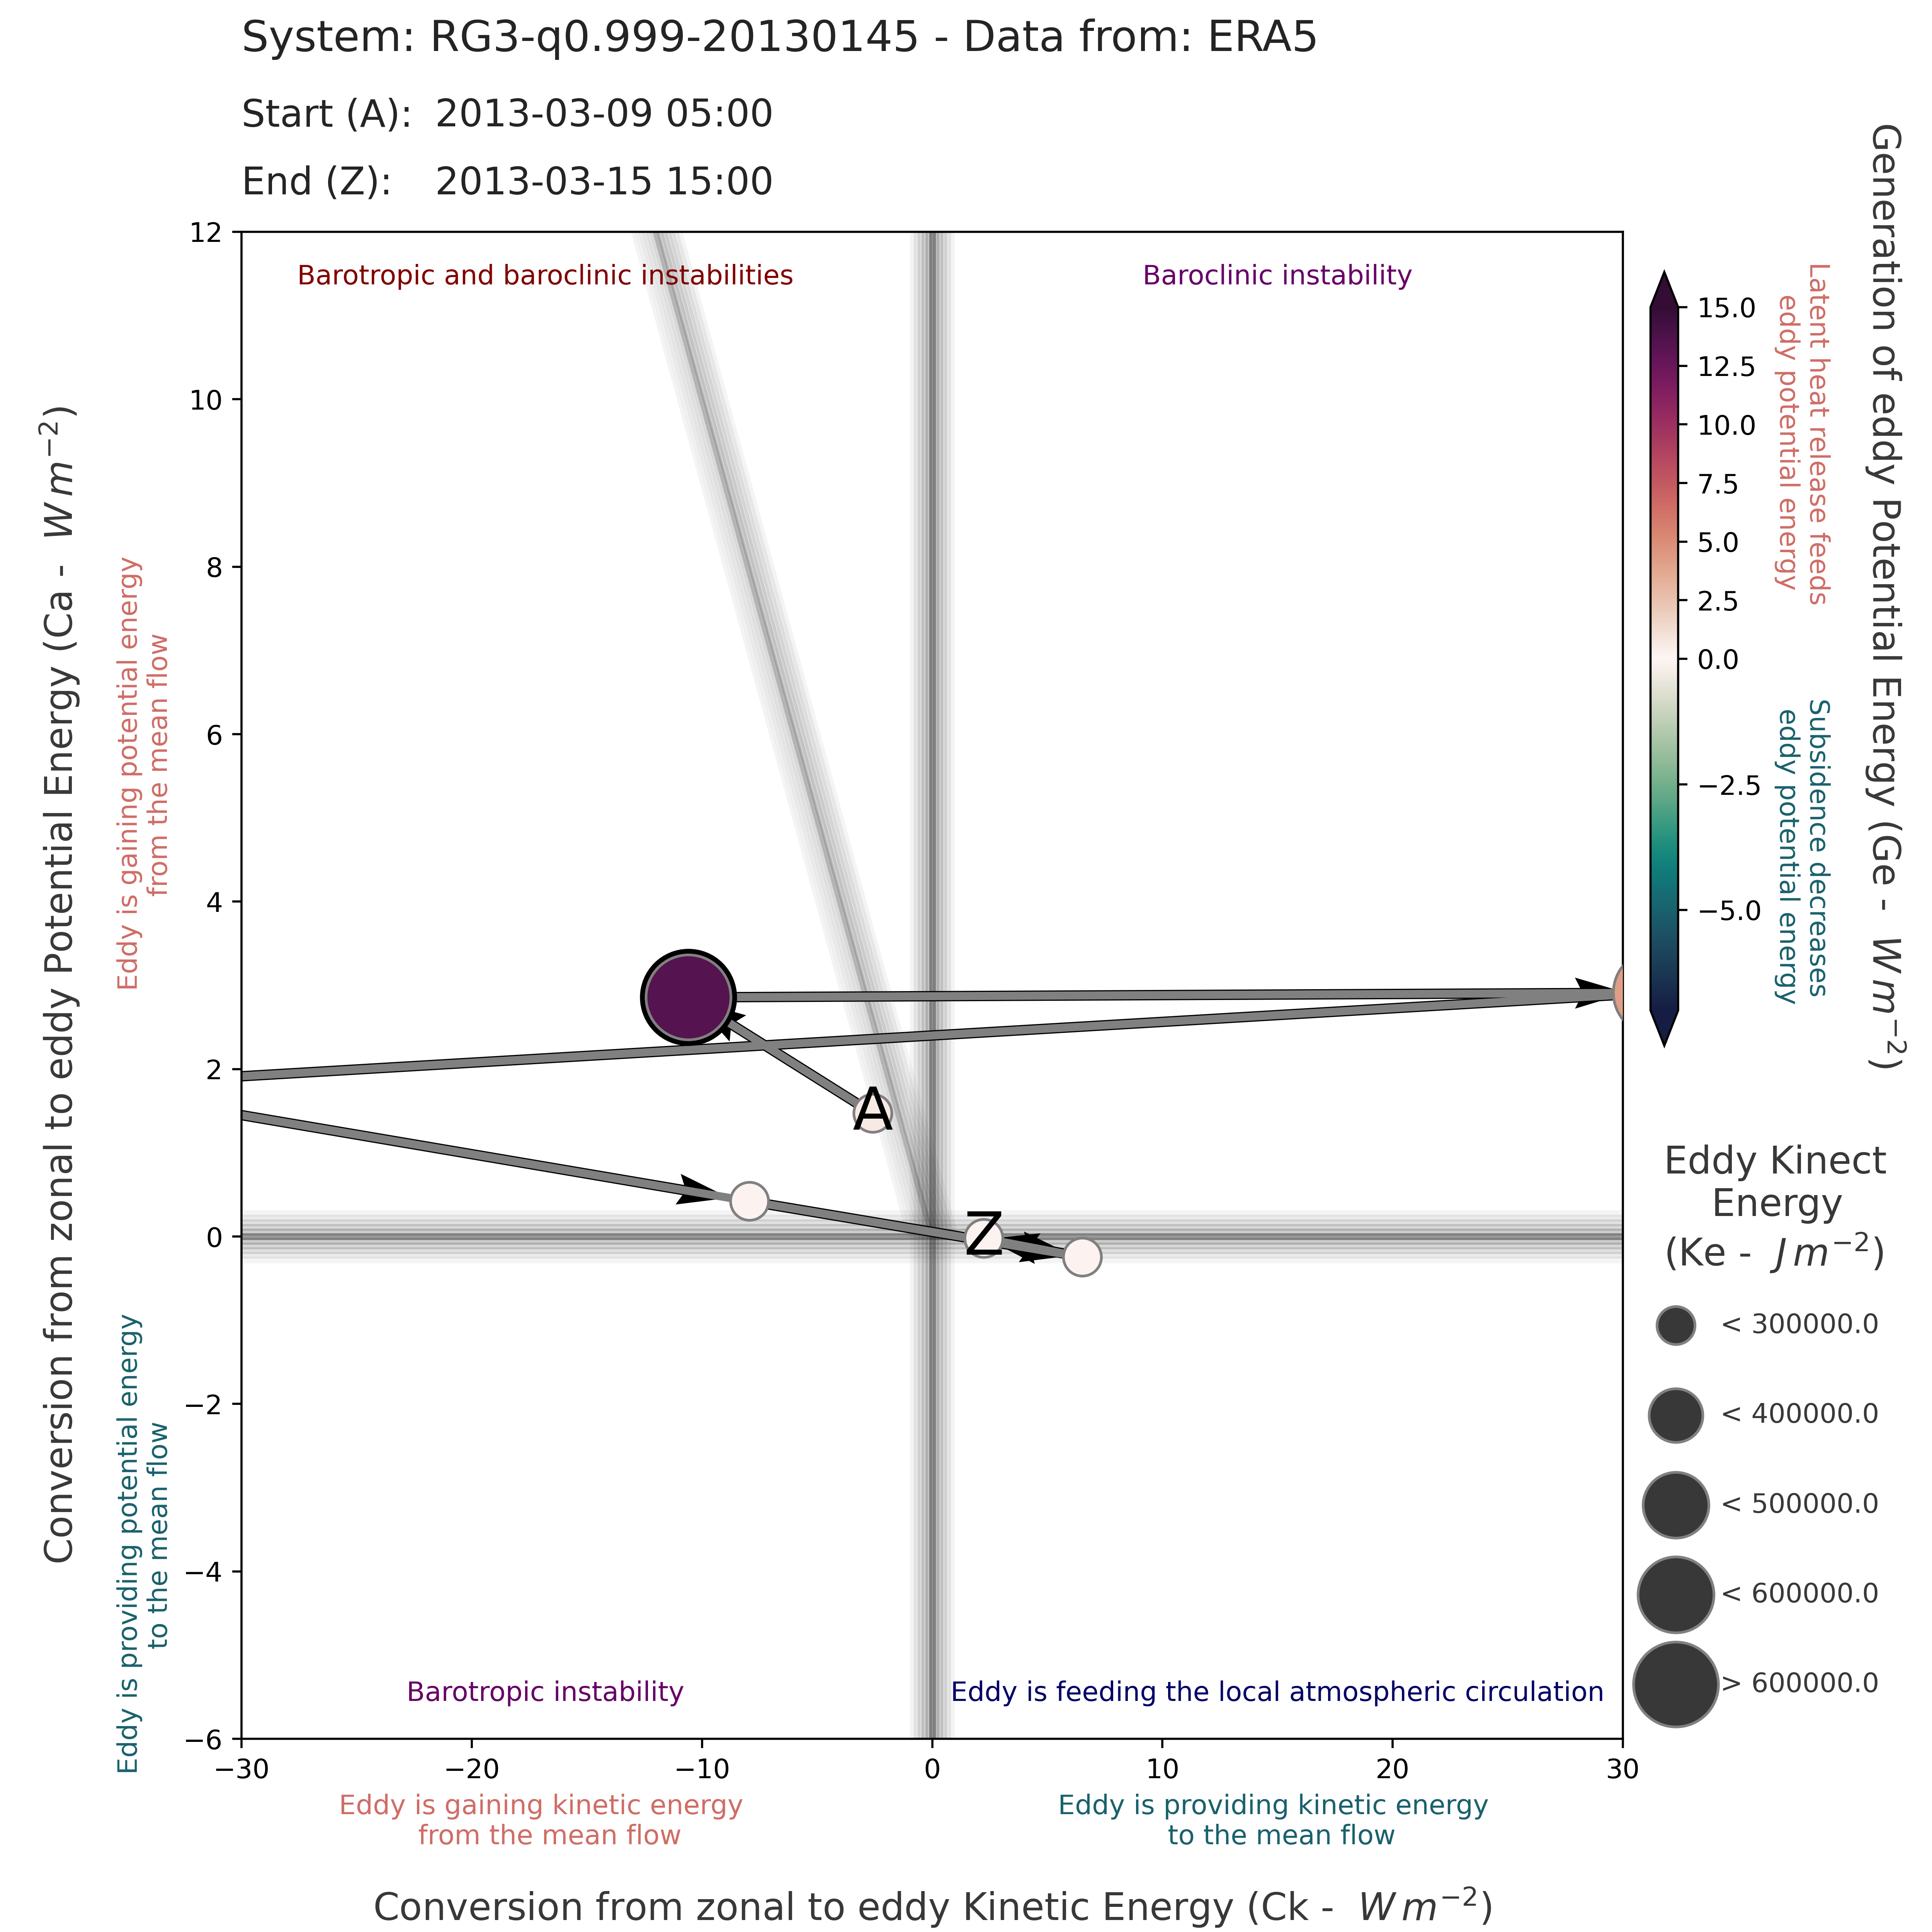 System: RG3-q0.999-20130145 - Data from: ERA5
Start (A): 2013-03-09 05:00
End (Z): 2013-03-15 15:00
Conversion from zonal to eddy Potential Energy (Ca - W m⁻²)
Eddy is gaining potential energy
from the mean flow
Eddy is providing potential energy
to the mean flow
12
10
8
6
4
2
0
−2
−4
−6
Barotropic and baroclinic instabilities
Baroclinic instability
A
Z
Barotropic instability
Eddy is feeding the local atmospheric circulation
−30
−20
−10
0
10
20
30
Eddy is gaining kinetic energy
from the mean flow
Eddy is providing kinetic energy
to the mean flow
Conversion from zonal to eddy Kinetic Energy (Ck - W m⁻²)
15.0
12.5
10.0
7.5
5.0
2.5
0.0
−2.5
−5.0
Latent heat release feeds
eddy potential energy
Subsidence decreases
eddy potential energy
Generation of eddy Potential Energy (Ge - W m⁻²)
Eddy Kinect
Energy
(Ke - J m⁻²)
< 300000.0
< 400000.0
< 500000.0
< 600000.0
> 600000.0